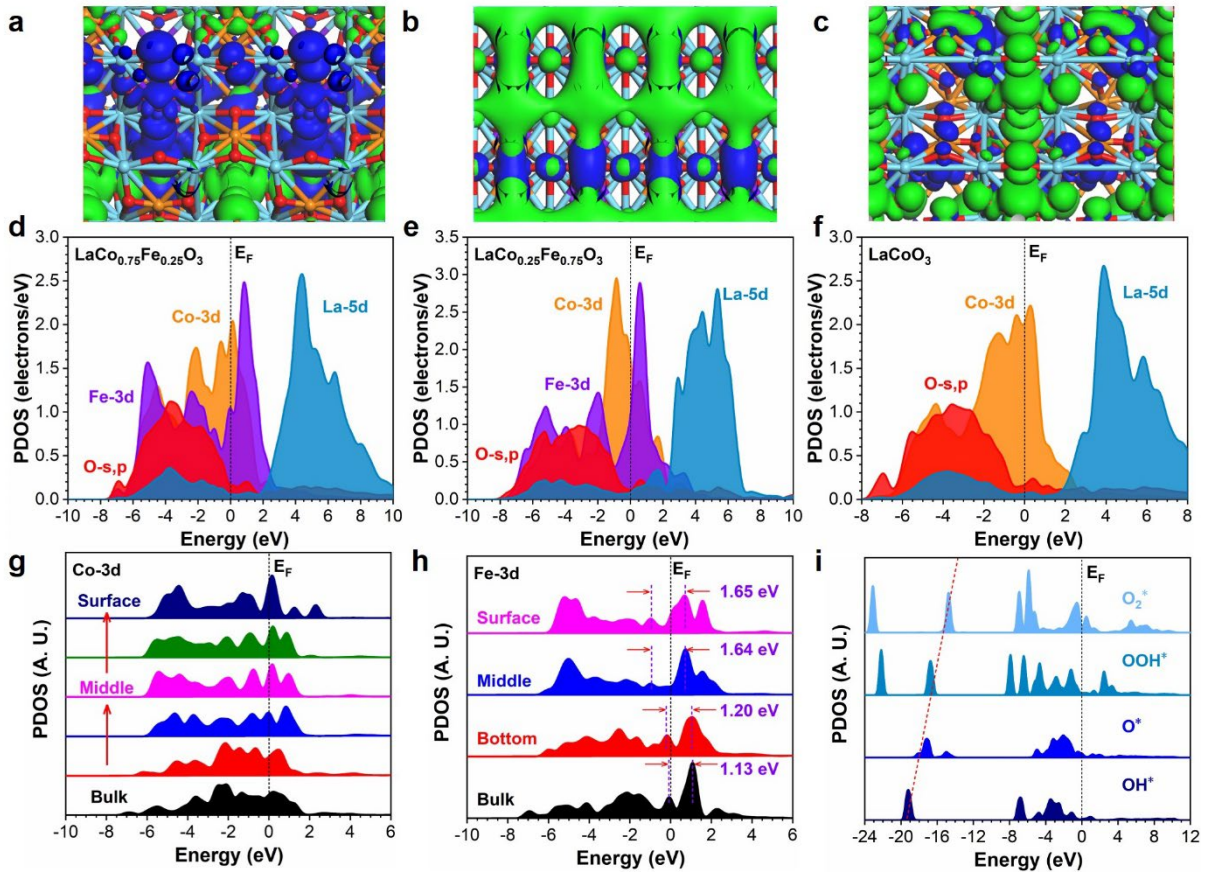 a
b
c
d
LaCo0.75Fe0.25O3
EF
Co-3d
La-5d
Fe-3d
O-s,p
PDOS (electrons/eV)
3.0
2.5
2.0
1.5
1.0
0.5
0.0
-10 -8 -6 -4 -2 0 2 4 6 8 10
Energy (eV)
e
LaCo0.25Fe0.75O3
EF
Co-3d
La-5d
Fe-3d
O-s,p
PDOS (electrons/eV)
3.5
3.0
2.5
2.0
1.5
1.0
0.5
0.0
-10 -8 -6 -4 -2 0 2 4 6 8 10
Energy (eV)
f
LaCoO3
EF
Co-3d
La-5d
O-s,p
PDOS (electrons/eV)
3.0
2.5
2.0
1.5
1.0
0.5
0.0
-8 -6 -4 -2 0 2 4 6 8
Energy (eV)
g
Co-3d
EF
Surface
Middle
Bulk
PDOS (A. U.)
-10 -8 -6 -4 -2 0 2 4 6
Energy (eV)
h
Fe-3d
EF
1.65 eV
Surface
1.64 eV
Middle
1.20 eV
Bottom
1.13 eV
Bulk
PDOS (A. U.)
-10 -8 -6 -4 -2 0 2 4 6
Energy (eV)
i
EF
O2*
OOH*
O*
OH*
PDOS (A. U.)
-24 -20 -16 -12 -8 -4 0 4 8 12
Energy (eV)